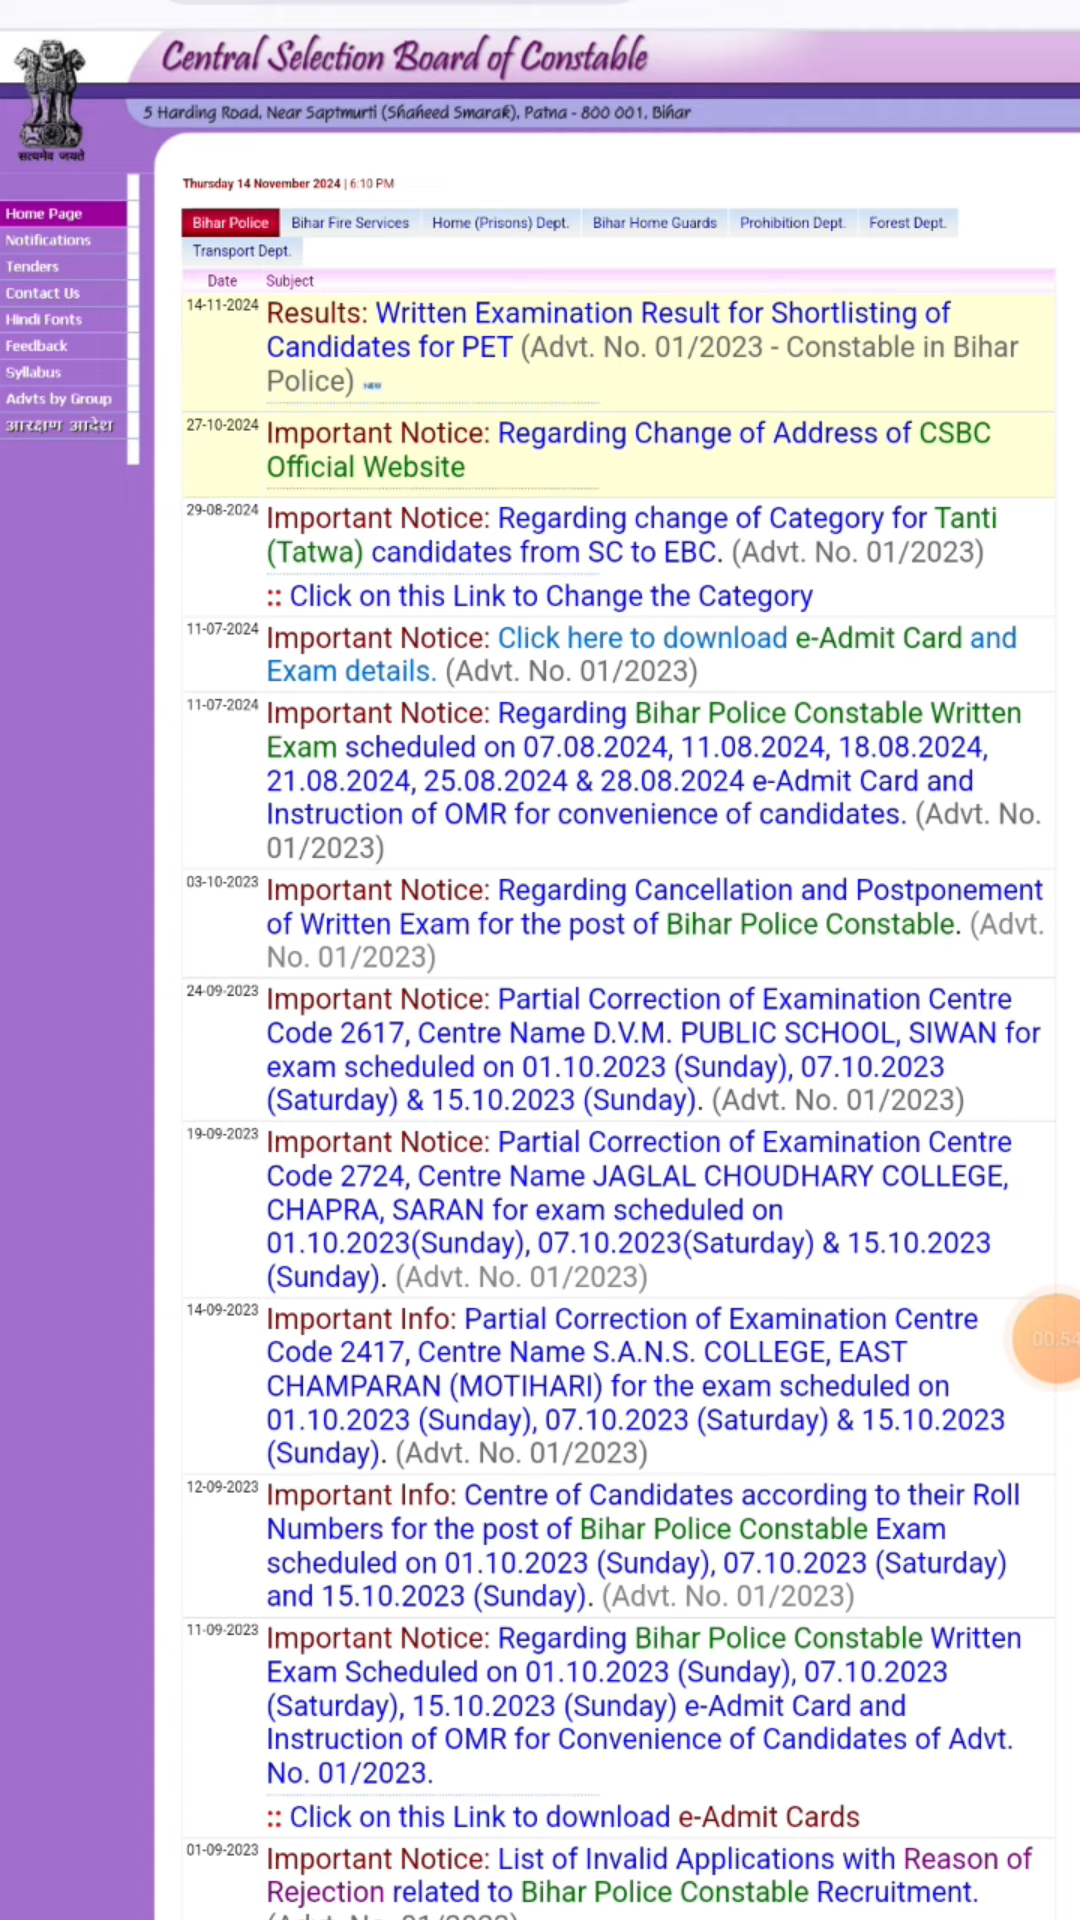 Central Selection Board of Constable
5 Harding Road, Near Saptmurti (Shaheed Smarak), Patna - 800 001, Bihar
सत्यमेव जयते
Thursday 14 November 2024 | 6:10 PM
Home Page
Notifications
Tenders
Contact Us
Hindi Fonts
Feedback
Syllabus
Advts by Group
आरक्षण आदेश
Bihar Police Bihar Fire Services Home (Prisons) Dept. Bihar Home Guards Prohibition Dept. Forest Dept.
Transport Dept.
Date Subject
14-11-2024 Results: Written Examination Result for Shortlisting of
Candidates for PET (Advt. No. 01/2023 - Constable in Bihar
Police) NEW
27-10-2024 Important Notice: Regarding Change of Address of CSBC
Official Website
29-08-2024 Important Notice: Regarding change of Category for Tanti
(Tatwa) candidates from SC to EBC. (Advt. No. 01/2023)
:: Click on this Link to Change the Category
11-07-2024 Important Notice: Click here to download e-Admit Card and
Exam details. (Advt. No. 01/2023)
11-07-2024 Important Notice: Regarding Bihar Police Constable Written
Exam scheduled on 07.08.2024, 11.08.2024, 18.08.2024,
21.08.2024, 25.08.2024 & 28.08.2024 e-Admit Card and
Instruction of OMR for convenience of candidates. (Advt. No.
01/2023)
03-10-2023 Important Notice: Regarding Cancellation and Postponement
of Written Exam for the post of Bihar Police Constable. (Advt.
No. 01/2023)
24-09-2023 Important Notice: Partial Correction of Examination Centre
Code 2617, Centre Name D.V.M. PUBLIC SCHOOL, SIWAN for
exam scheduled on 01.10.2023 (Sunday), 07.10.2023
(Saturday) & 15.10.2023 (Sunday). (Advt. No. 01/2023)
19-09-2023 Important Notice: Partial Correction of Examination Centre
Code 2724, Centre Name JAGLAL CHOUDHARY COLLEGE,
CHAPRA, SARAN for exam scheduled on
01.10.2023(Sunday), 07.10.2023(Saturday) & 15.10.2023
(Sunday). (Advt. No. 01/2023)
14-09-2023 Important Info: Partial Correction of Examination Centre
Code 2417, Centre Name S.A.N.S. COLLEGE, EAST
CHAMPARAN (MOTIHARI) for the exam scheduled on
01.10.2023 (Sunday), 07.10.2023 (Saturday) & 15.10.2023
(Sunday). (Advt. No. 01/2023)
00:54
12-09-2023 Important Info: Centre of Candidates according to their Roll
Numbers for the post of Bihar Police Constable Exam
scheduled on 01.10.2023 (Sunday), 07.10.2023 (Saturday)
and 15.10.2023 (Sunday). (Advt. No. 01/2023)
11-09-2023 Important Notice: Regarding Bihar Police Constable Written
Exam Scheduled on 01.10.2023 (Sunday), 07.10.2023
(Saturday), 15.10.2023 (Sunday) e-Admit Card and
Instruction of OMR for Convenience of Candidates of Advt.
No. 01/2023.
:: Click on this Link to download e-Admit Cards
01-09-2023 Important Notice: List of Invalid Applications with Reason of
Rejection related to Bihar Police Constable Recruitment.